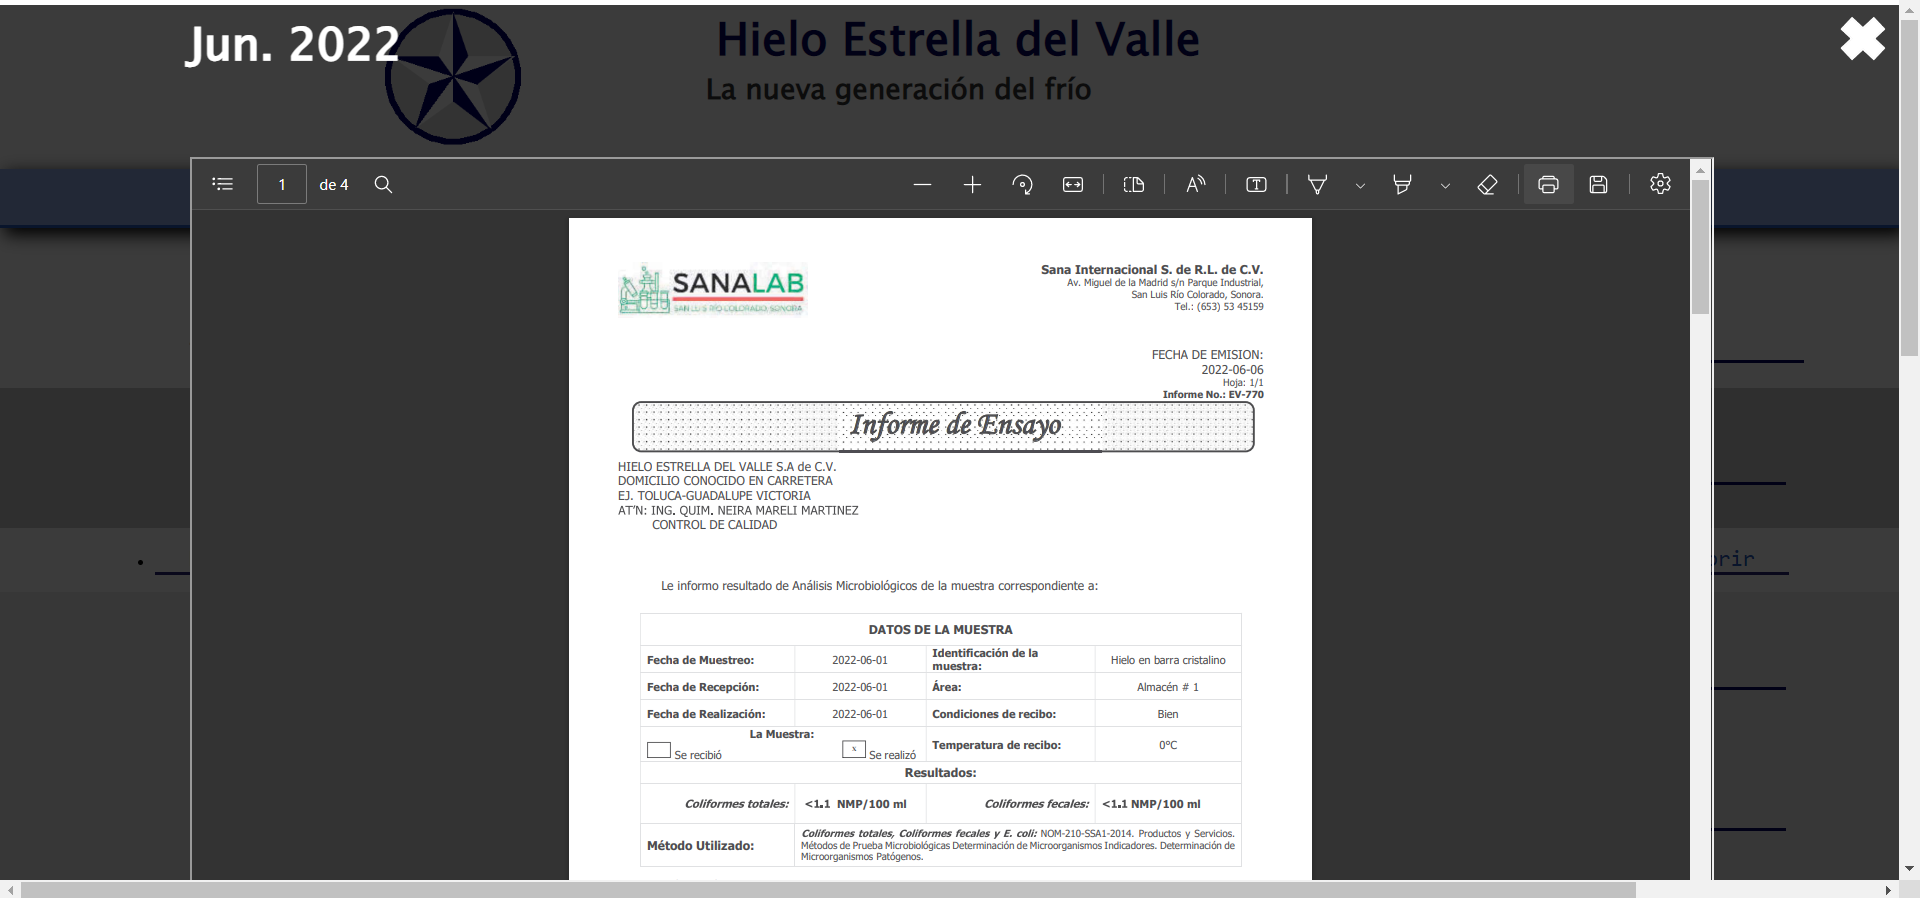 Jun. 2022
Hielo Estrella del Valle
La nueva generación del frío
1 de 4
SANALAB
SAN LUIS RÍO COLORADO, SONORA
Sana Internacional S. de R.L. de C.V.
Av. Miguel de la Madrid s/n Parque Industrial,
San Luis Río Colorado, Sonora.
Tel.: (653) 53 45159
FECHA DE EMISION:
2022-06-06
Hoja: 1/1
Informe No.: EV-770
Informe de Ensayo
HIELO ESTRELLA DEL VALLE S.A de C.V.
DOMICILIO CONOCIDO EN CARRETERA
EJ. TOLUCA-GUADALUPE VICTORIA
AT'N: ING. QUIM. NEIRA MARELI MARTINEZ
CONTROL DE CALIDAD
Le informo resultado de Análisis Microbiológicos de la muestra correspondiente a:
DATOS DE LA MUESTRA
Fecha de Muestreo: 2022-06-01 Identificación de la muestra: Hielo en barra cristalino
Fecha de Recepción: 2022-06-01 Área: Almacén # 1
Fecha de Realización: 2022-06-01 Condiciones de recibo: Bien
La Muestra:
Se recibió x Se realizó Temperatura de recibo: 0°C
Resultados:
Coliformes totales: <1.1 NMP/100 ml Coliformes fecales: <1.1 NMP/100 ml
Método Utilizado: Coliformes totales, Coliformes fecales y E. coli: NOM-210-SSA1-2014. Productos y Servicios.
Métodos de Prueba Microbiológicas Determinación de Microorganismos Indicadores. Determinación de
Microorganismos Patógenos.